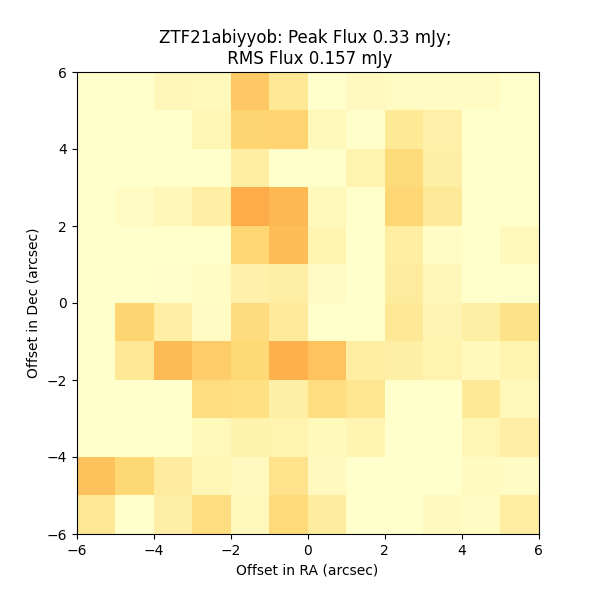 ZTF21abiyyob: Peak Flux 0.33 mJy;
RMS Flux 0.157 mJy
6
4
2
0
−2
−4
−6
Offset in Dec (arcsec)
−6 −4 −2 0 2 4 6
Offset in RA (arcsec)